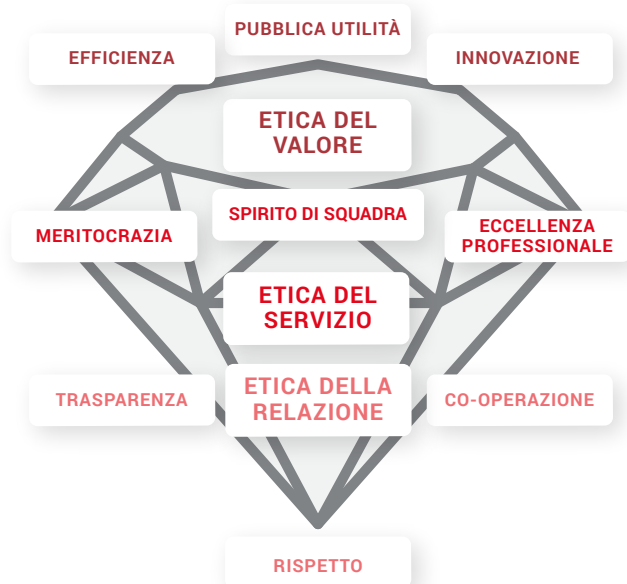 PUBBLICA UTILITÀ
EFFICIENZA
INNOVAZIONE
ETICA DEL
VALORE
SPIRITO DI SQUADRA
MERITOCRAZIA
ECCELLENZA
PROFESSIONALE
ETICA DEL
SERVIZIO
ETICA DELLA
RELAZIONE
TRASPARENZA
CO-OPERAZIONE
RISPETTO